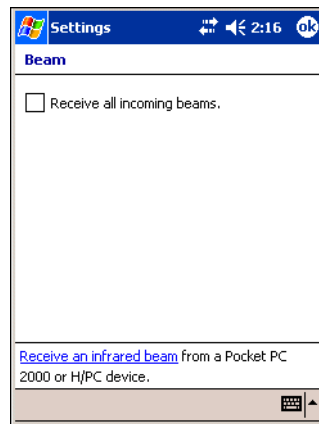 Settings 2:16 ok
Beam
Receive all incoming beams.
Receive an infrared beam from a Pocket PC
2000 or H/PC device.